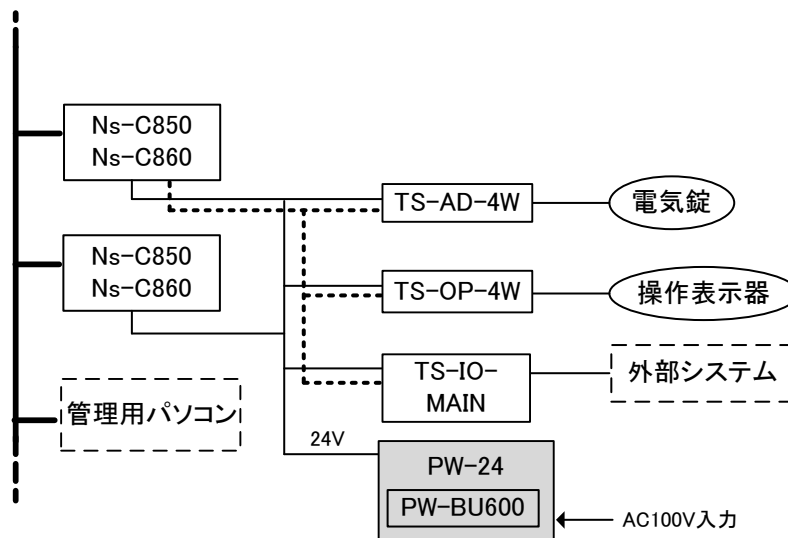 Ns-C850
Ns-C860
TS-AD-4W
電気錠
Ns-C850
Ns-C860
TS-OP-4W
操作表示器
TS-IO-
MAIN
外部システム
管理用パソコン
24V
PW-24
PW-BU600
AC100V入力